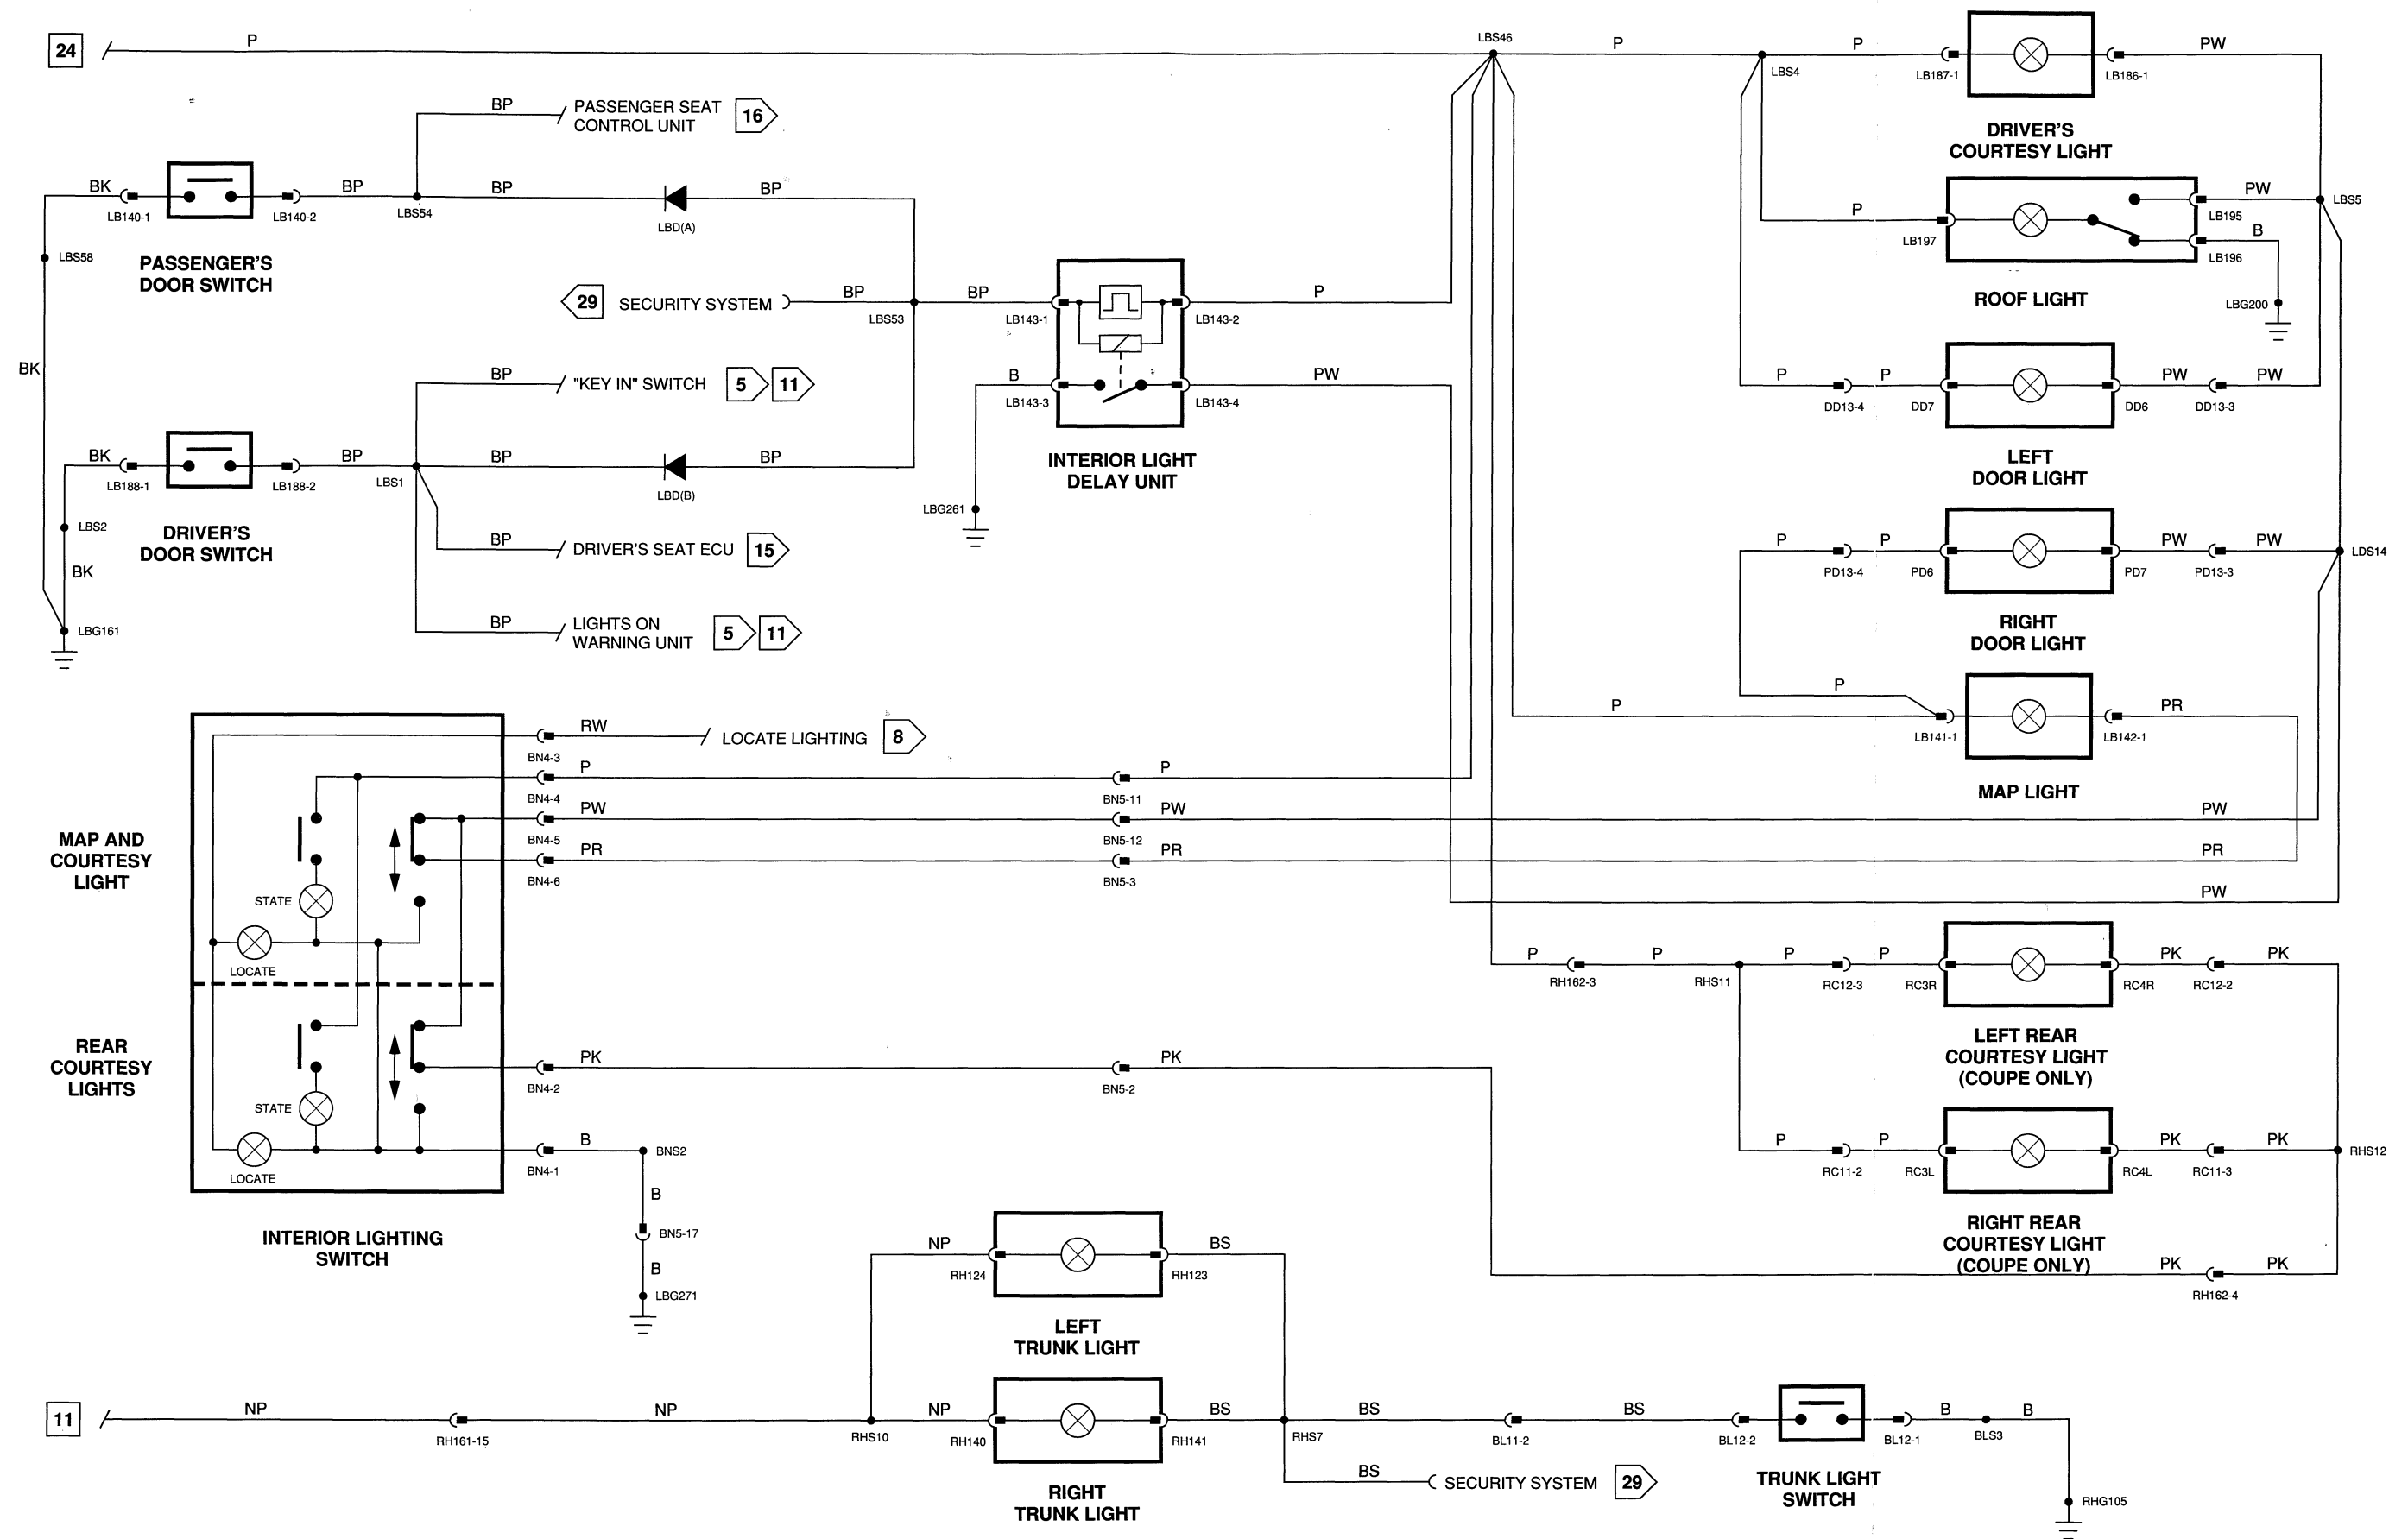 24
P
LBS46
P
LBS4
P
LB187-1
LB186-1
PW
DRIVER'S
COURTESY LIGHT
BP
PASSENGER SEAT
CONTROL UNIT
16
BK
LB140-1
LB140-2
BP
LBS54
BP
LBD(A)
BP
LBS58
PASSENGER'S
DOOR SWITCH
P
LB197
PW
LB195
LBS5
B
LB196
ROOF LIGHT
LBG200
29
SECURITY SYSTEM
BP
LBS53
BP
LB143-1
LB143-2
P
BK
BP
"KEY IN" SWITCH
5
11
B
LB143-3
LB143-4
PW
P
DD13-4
P
DD7
DD6
PW
DD13-3
PW
LEFT
DOOR LIGHT
BK
LB188-1
LB188-2
BP
LBS1
BP
LBD(B)
BP
INTERIOR LIGHT
DELAY UNIT
LBG261
LBS2
DRIVER'S
DOOR SWITCH
BP
DRIVER'S SEAT ECU
15
BK
P
PD13-4
P
PD6
PD7
PW
PD13-3
PW
LDS14
RIGHT
DOOR LIGHT
LBG161
BP
LIGHTS ON
WARNING UNIT
5
11
P
P
LB141-1
LB142-1
PR
MAP LIGHT
RW
BN4-3
LOCATE LIGHTING
8
P
BN4-4
BN5-11
P
PW
BN4-5
BN5-12
PW
PW
PR
BN4-6
BN5-3
PR
PR
MAP AND
COURTESY
LIGHT
STATE
LOCATE
PW
P
RH162-3
P
RHS11
P
RC12-3
P
RC3R
RC4R
PK
RC12-2
PK
LEFT REAR
COURTESY LIGHT
(COUPE ONLY)
REAR
COURTESY
LIGHTS
STATE
LOCATE
PK
BN4-2
BN5-2
PK
B
BN4-1
BNS2
B
BN5-17
B
LBG271
P
RC11-2
P
RC3L
RC4L
PK
RC11-3
PK
RHS12
RIGHT REAR
COURTESY LIGHT
(COUPE ONLY)
PK
RH162-4
PK
INTERIOR LIGHTING
SWITCH
NP
RH124
RH123
BS
LEFT
TRUNK LIGHT
11
NP
RH161-15
NP
RHS10
NP
RH140
RH141
BS
RHS7
BS
BL11-2
BS
BL12-2
BL12-1
B
BLS3
B
RIGHT
TRUNK LIGHT
BS
SECURITY SYSTEM
29
TRUNK LIGHT
SWITCH
RHG105